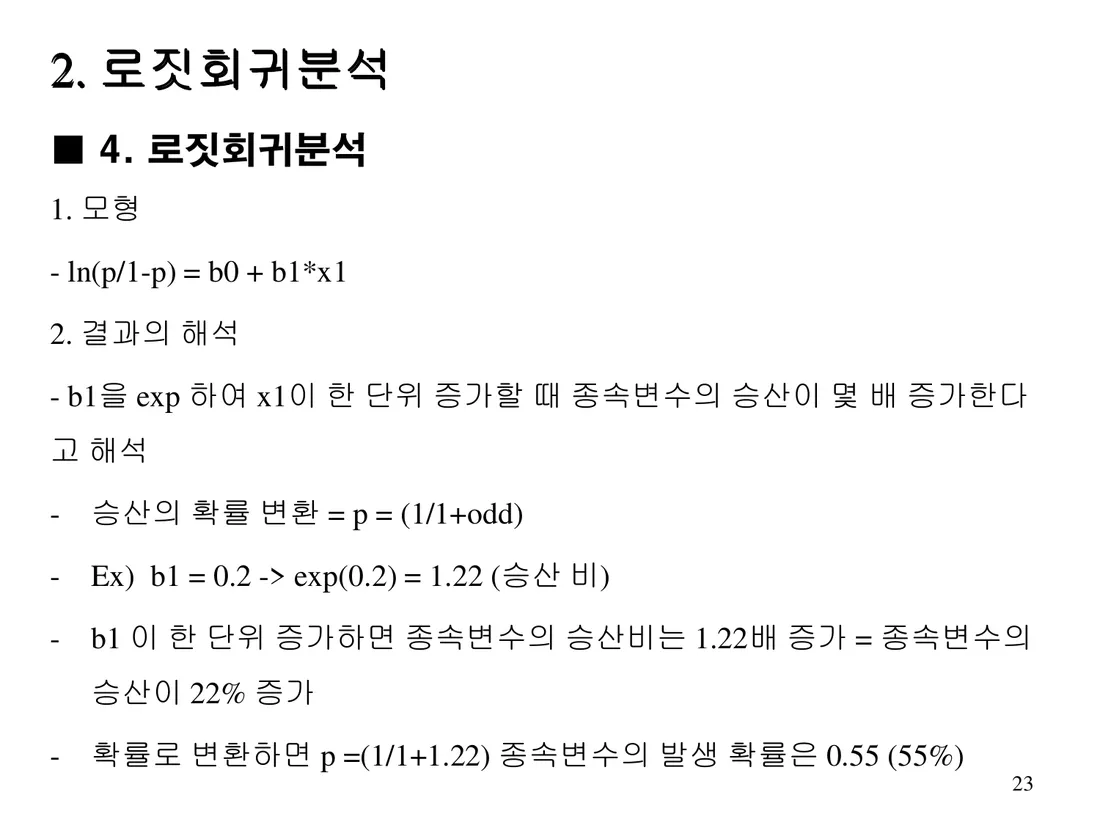 2. 로짓회귀분석
■ 4. 로짓회귀분석
1. 모형
- ln(p/1-p) = b0 + b1*x1
2. 결과의 해석
- b1을 exp 하여 x1이 한 단위 증가할 때 종속변수의 승산이 몇 배 증가한다
고 해석
- 승산의 확률 변환 = p = (1/1+odd)
- Ex) b1 = 0.2 -> exp(0.2) = 1.22 (승산 비)
- b1 이 한 단위 증가하면 종속변수의 승산비는 1.22배 증가 = 종속변수의
승산이 22% 증가
- 확률로 변환하면 p =(1/1+1.22) 종속변수의 발생 확률은 0.55 (55%)
23